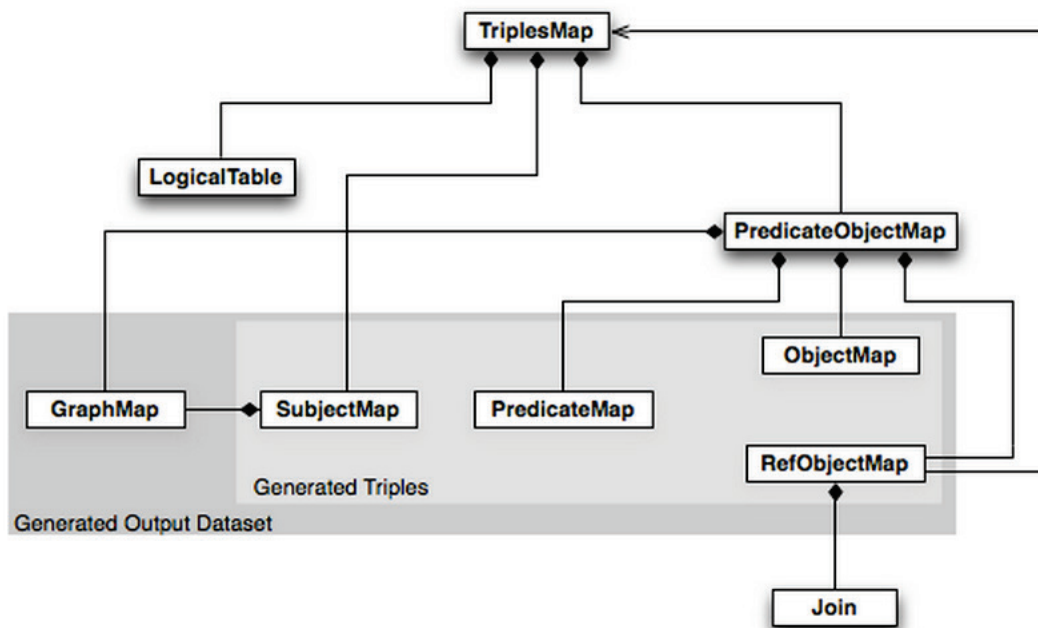 TriplesMap
LogicalTable
PredicateObjectMap
ObjectMap
GraphMap
SubjectMap
PredicateMap
RefObjectMap
Generated Triples
Generated Output Dataset
Join